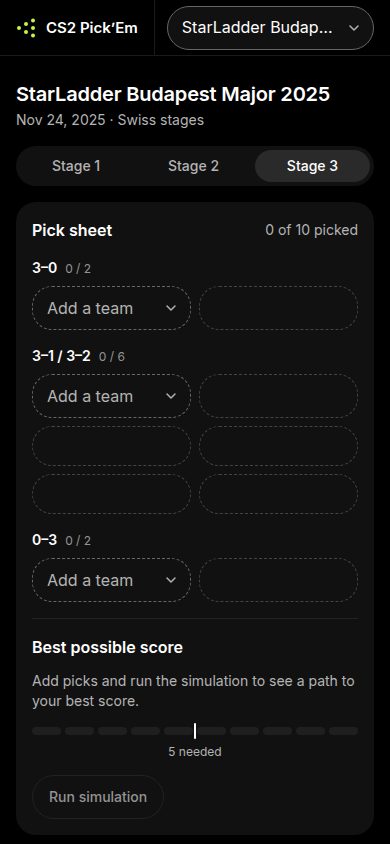 CS2 Pick’Em
StarLadder Budap...
StarLadder Budapest Major 2025
Nov 24, 2025 · Swiss stages
Stage 1
Stage 2
Stage 3
Pick sheet
0 of 10 picked
3–0 0 / 2
Add a team
3–1 / 3–2 0 / 6
Add a team
0–3 0 / 2
Add a team
Best possible score
Add picks and run the simulation to see a path to
your best score.
5 needed
Run simulation